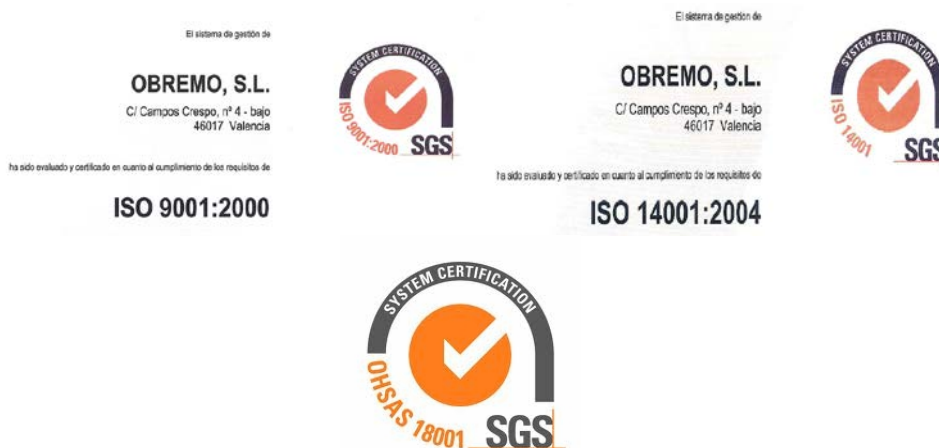 El sistema de gestión de
OBREMO, S.L.
C/ Campos Crespo, nº 4 - bajo
46017 Valencia
ha sido evaluado y certificado en cuanto al cumplimiento de los requisitos de
ISO 9001:2000
SYSTEM CERTIFICATION
ISO 9001:2000
SGS
El sistema de gestión de
OBREMO, S.L.
C/ Campos Crespo, nº 4 - bajo
46017 Valencia
ha sido evaluado y certificado en cuanto al cumplimiento de los requisitos de
ISO 14001:2004
SYSTEM CERTIFICATION
ISO 14001
SGS
SYSTEM CERTIFICATION
OHSAS 18001
SGS